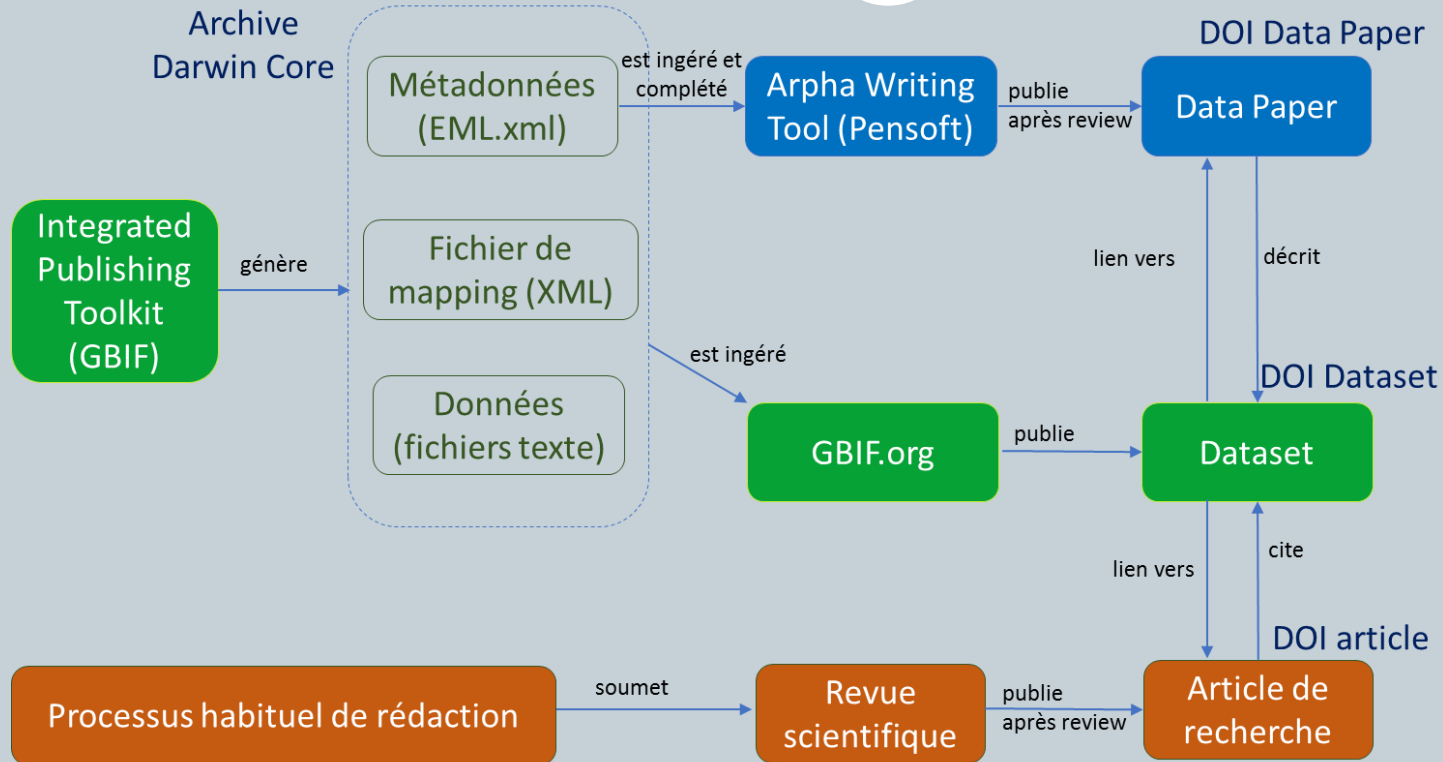 Archive
Darwin Core
Métadonnées
(EML.xml)
est ingéré et
complété
Arpha Writing
Tool (Pensoft)
publie
après review
DOI Data Paper
Data Paper
Integrated
Publishing
Toolkit
(GBIF)
génère
Fichier de
mapping (XML)
lien vers
décrit
Données
(fichiers texte)
est ingéré
GBIF.org
publie
DOI Dataset
Dataset
lien vers
cite
Processus habituel de rédaction
soumet
Revue
scientifique
publie
après review
DOI article
Article de
recherche